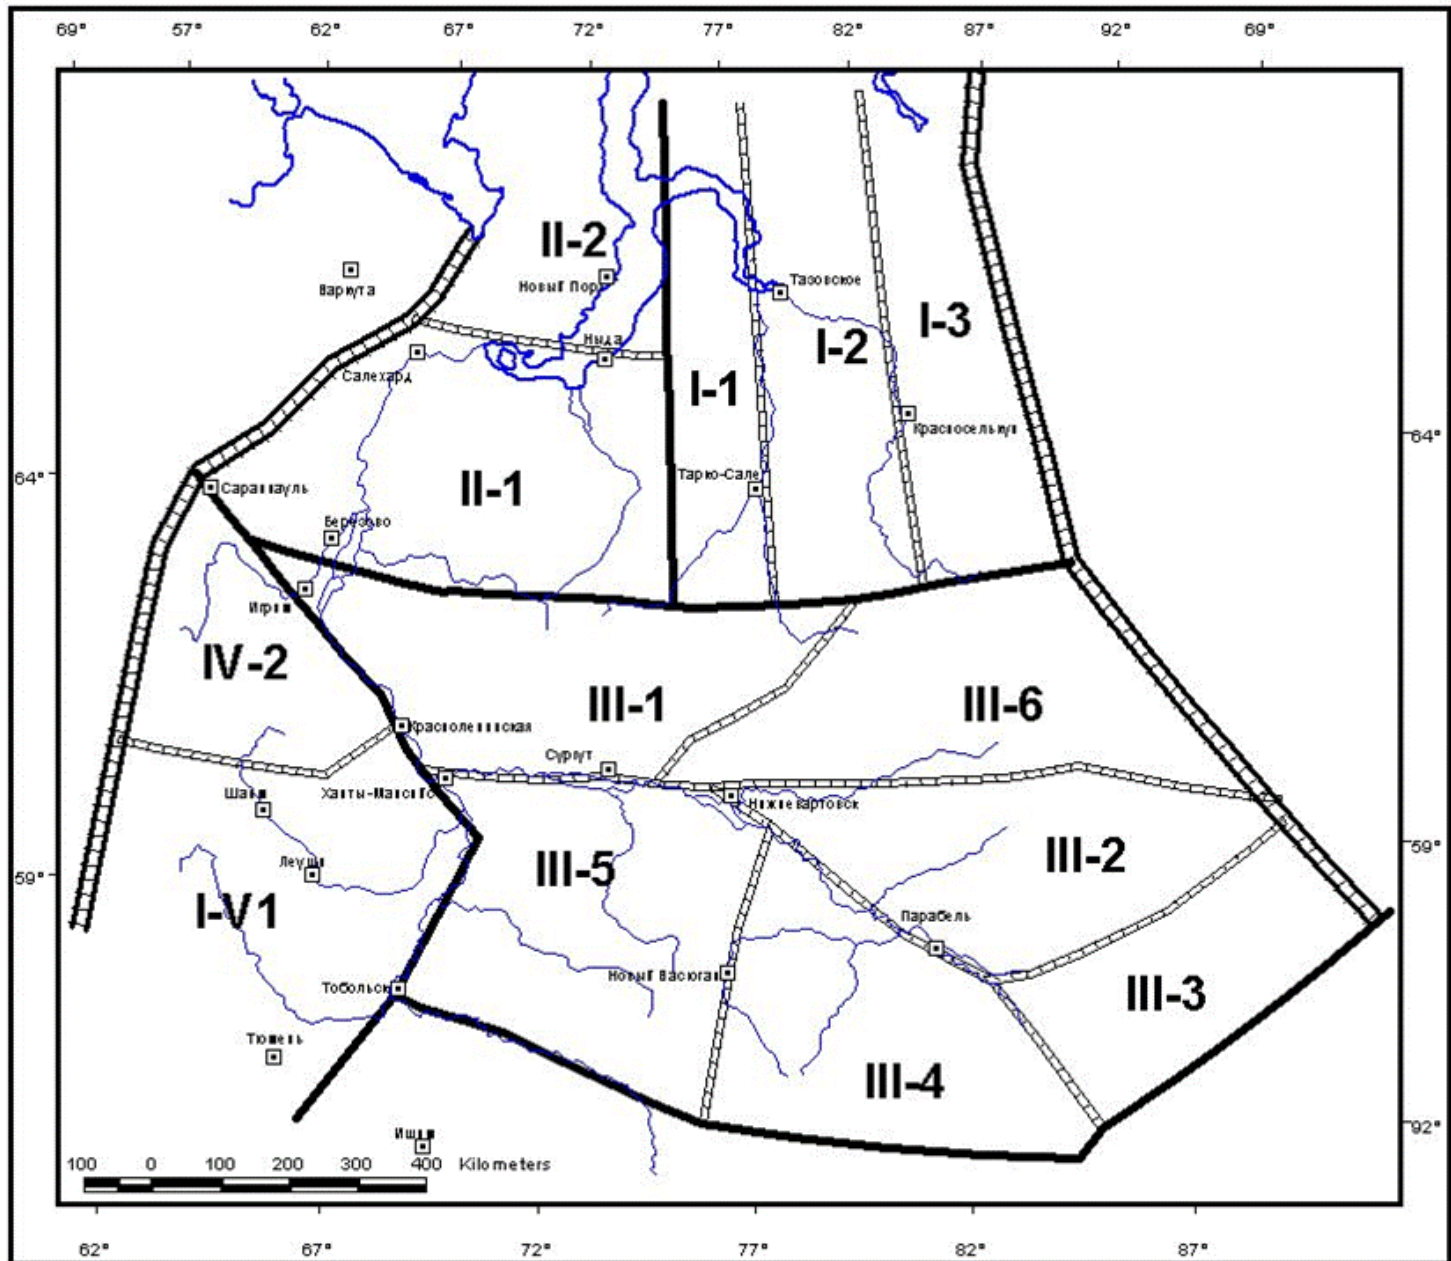 69° 57° 62° 67° 72° 77° 82° 87° 92° 69°
II-2
Варкута
Новый Порт
Тазовское
I-3
I-2
Ныда
Салехард
I-1
Красноселькуп
64°
64°
Тарко-Сале
Саранпауль
II-1
Березово
Игрим
IV-2
III-1
III-6
Красноленинская
Сургут
Шаим
Ханты-Мансийс
Нижневартовск
59°
Леуши
III-5
III-2
59°
I-V1
Парабель
Новый Васюган
Тобольск
III-3
Тюмень
III-4
92°
Ишим
100 0 100 200 300 400 Kilometers
62° 67° 72° 77° 82° 87°